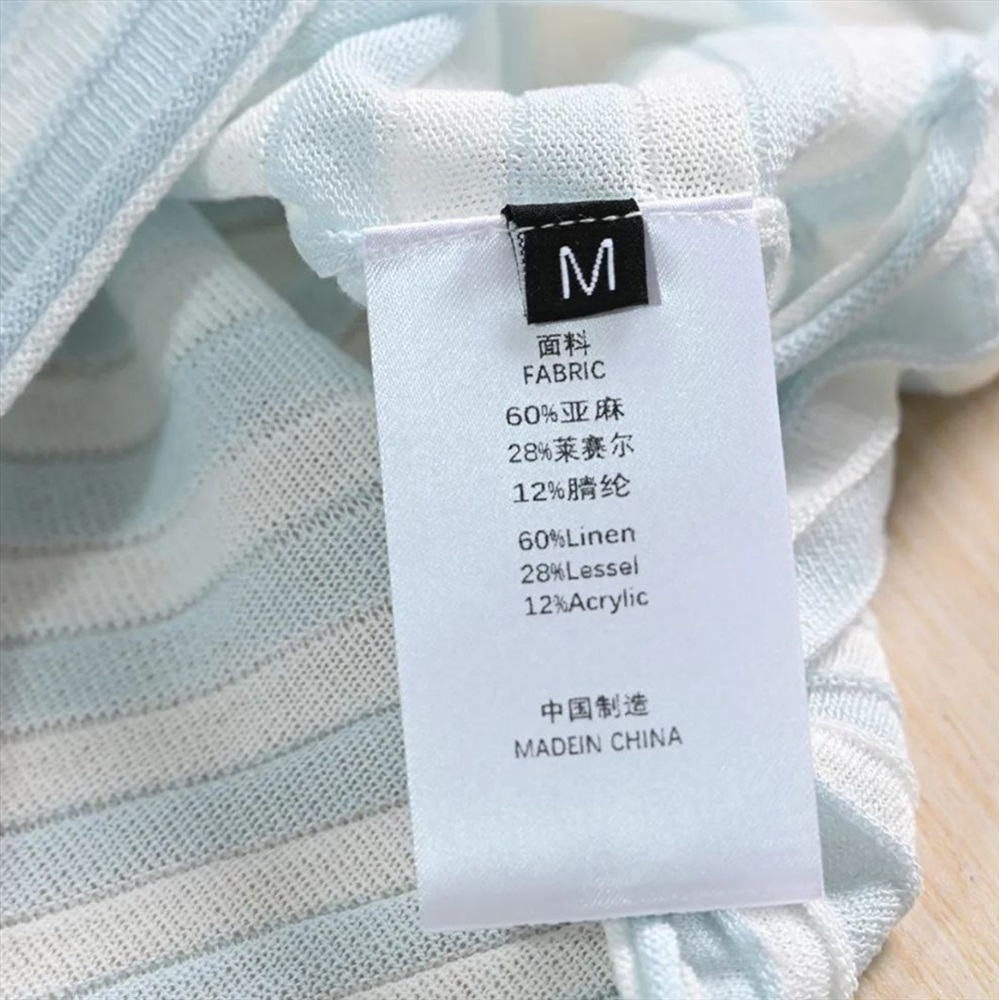 M
面料
FABRIC
60%亚麻
28%莱赛尔
12%腈纶
60%Linen
28%Lessel
12%Acrylic
中国制造
MADEIN CHINA